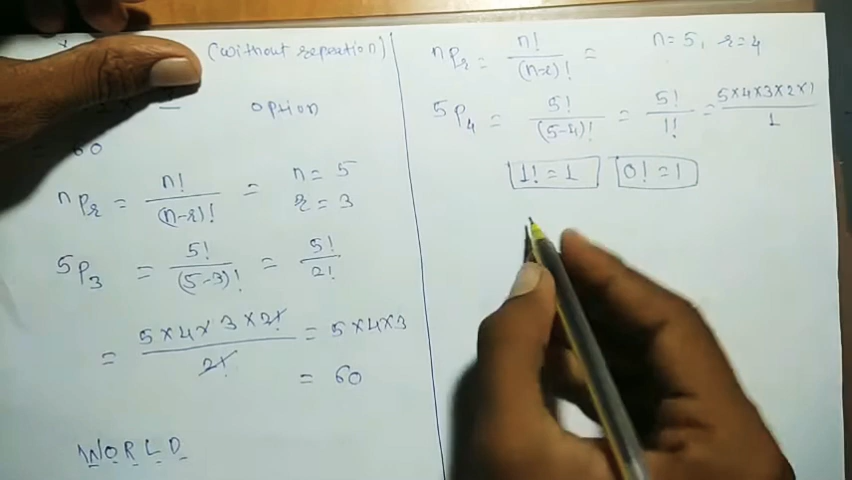 (without repeation)
— option
60
nPr = n!/(n-r)! = n = 5
r = 3
5P3 = 5!/(5-3)! = 5!/2!
= 5×4×3×2!/2! = 5×4×3
= 60
WORLD
nPr = n!/(n-r)! = n=5, r=4
5P4 = 5!/(5-4)! = 5!/1! = 5×4×3×2×1/1
1! = 1 0! = 1